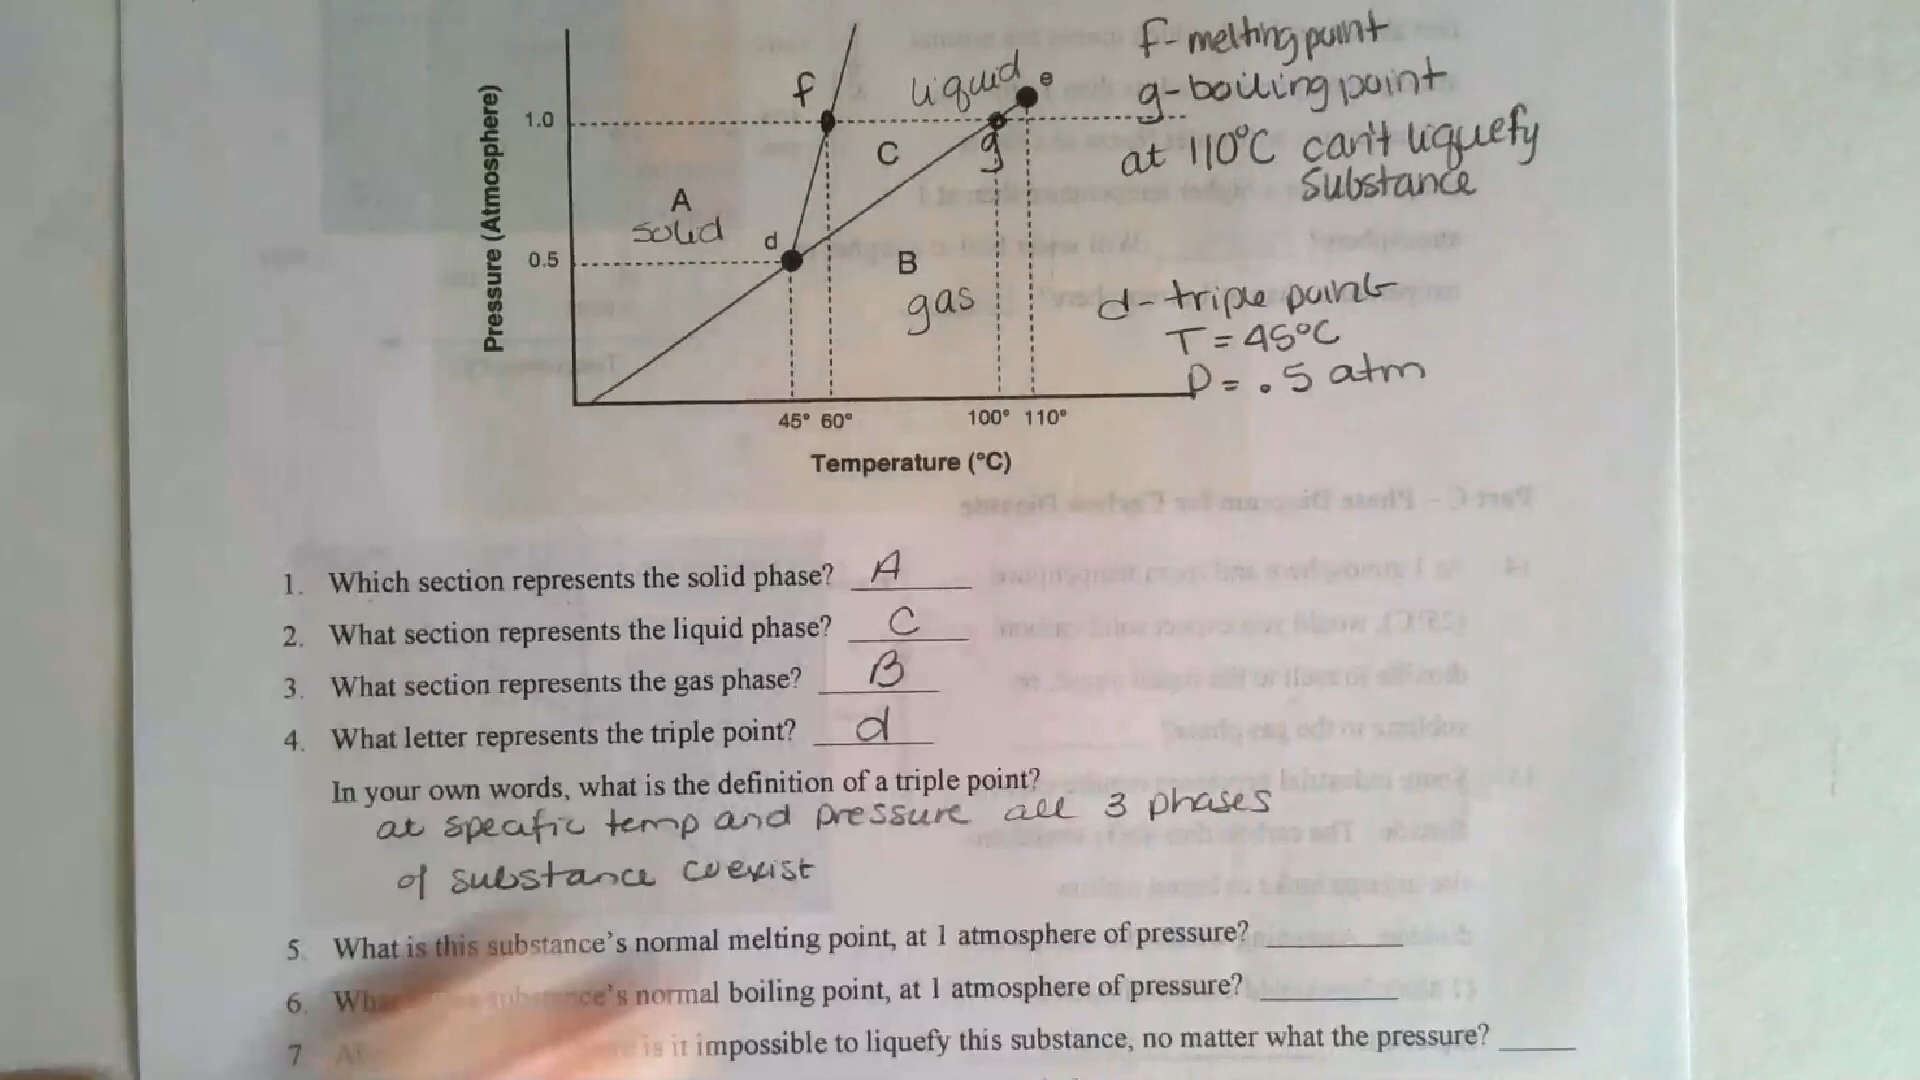 f- melting point
f
liquid
e
g- boiling point
1.0
C
g
at 110°C can't liquefy
substance
Pressure (Atmosphere)
A
solid
d
0.5
B
gas
d- triple point
T = 45°C
P = .5 atm
45° 60°
100° 110°
Temperature (°C)
1. Which section represents the solid phase? A
2. What section represents the liquid phase? C
3. What section represents the gas phase? B
4. What letter represents the triple point? d
In your own words, what is the definition of a triple point?
at specific temp and pressure all 3 phases
of substance coexist
5. What is this substance's normal melting point, at 1 atmosphere of pressure?
6. substance's normal boiling point, at 1 atmosphere of pressure?
7 is it impossible to liquefy this substance, no matter what the pressure?